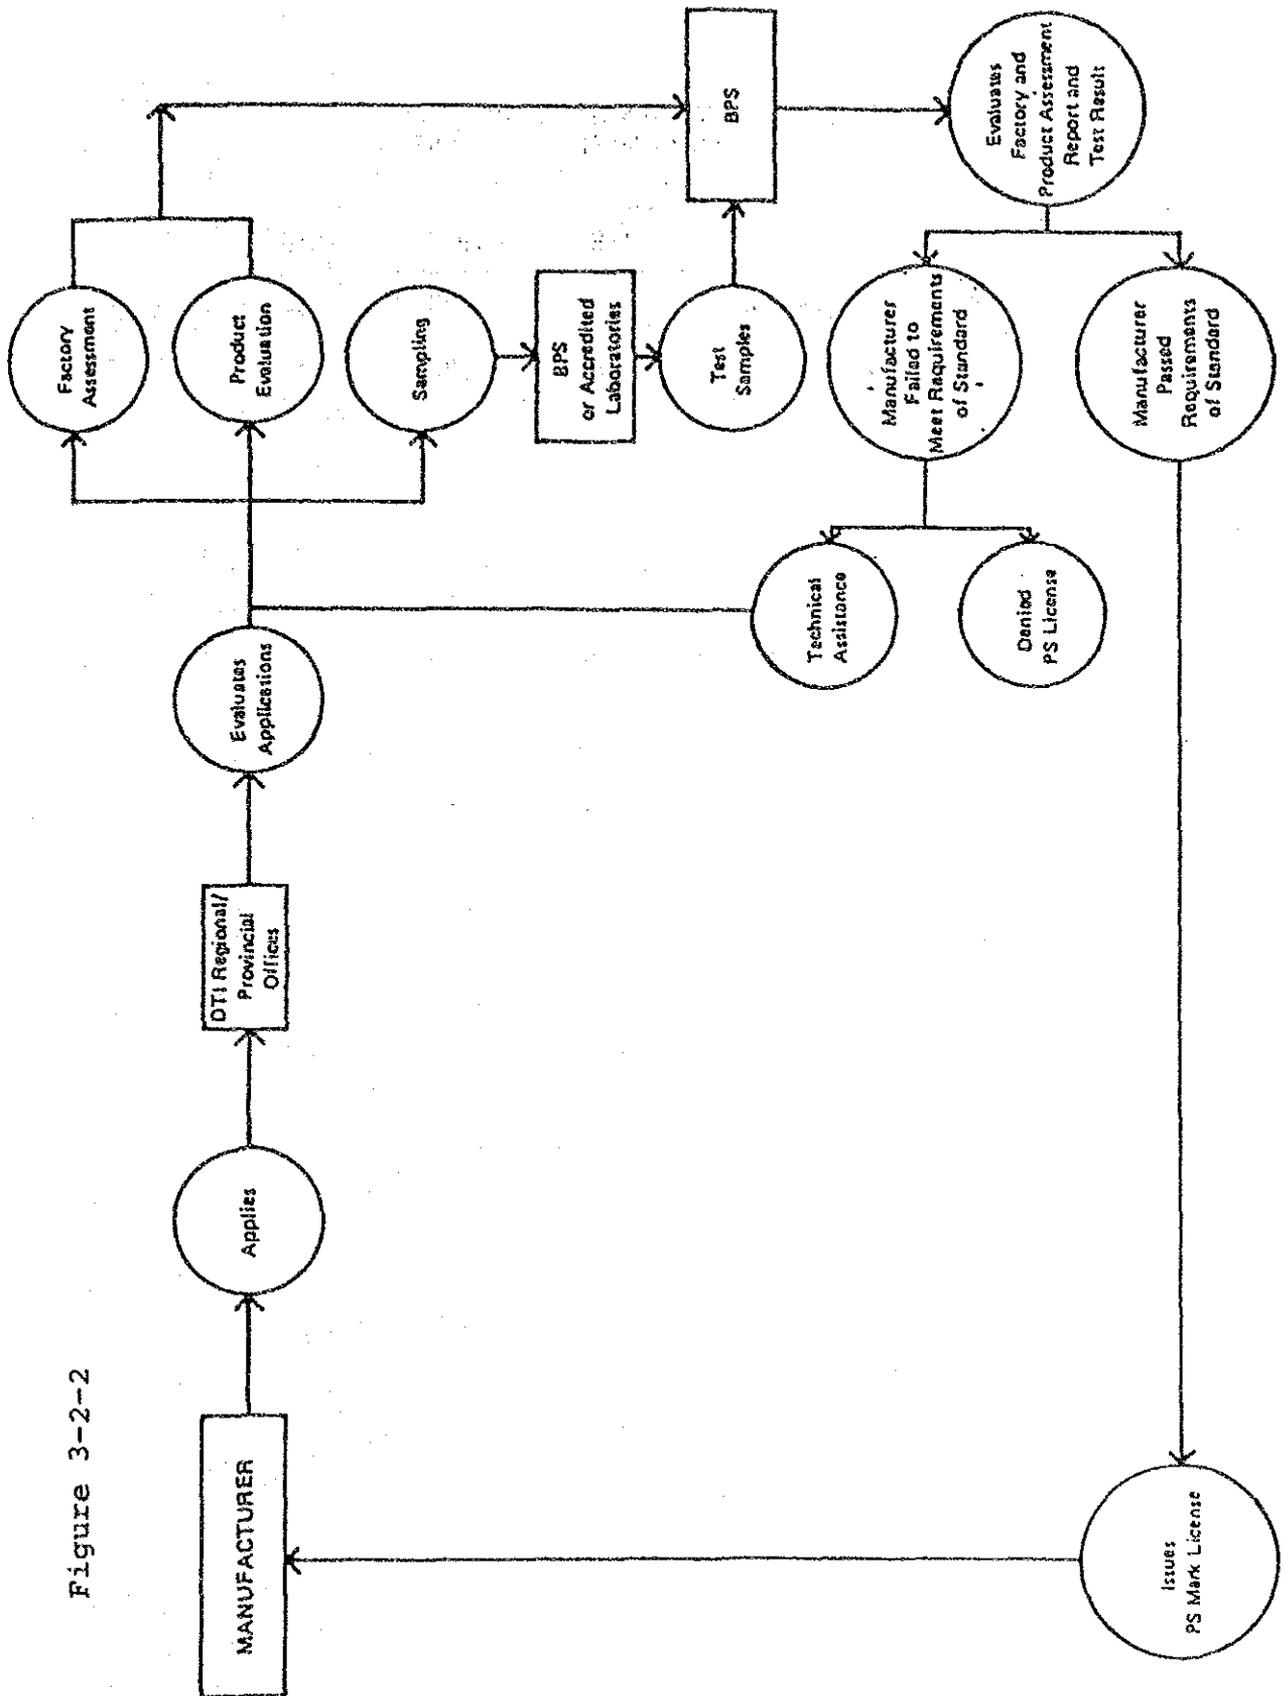 Figure 3-2-2
MANUFACTURER
Applies
DTI Regional/
Provincial
Offices
Evaluates
Applications
Factory
Assessment
Product
Evaluation
Sampling
BPS
or Accredited
Laboratories
Test
Samples
BPS
Evaluates
Factory and
Product Assessment
Report and
Test Result
Manufacturer
Failed to
Meet Requirements
of Standard
Manufacturer
Passed
Requirements
of Standard
Technical
Assistance
Denied
PS License
Issues
PS Mark License